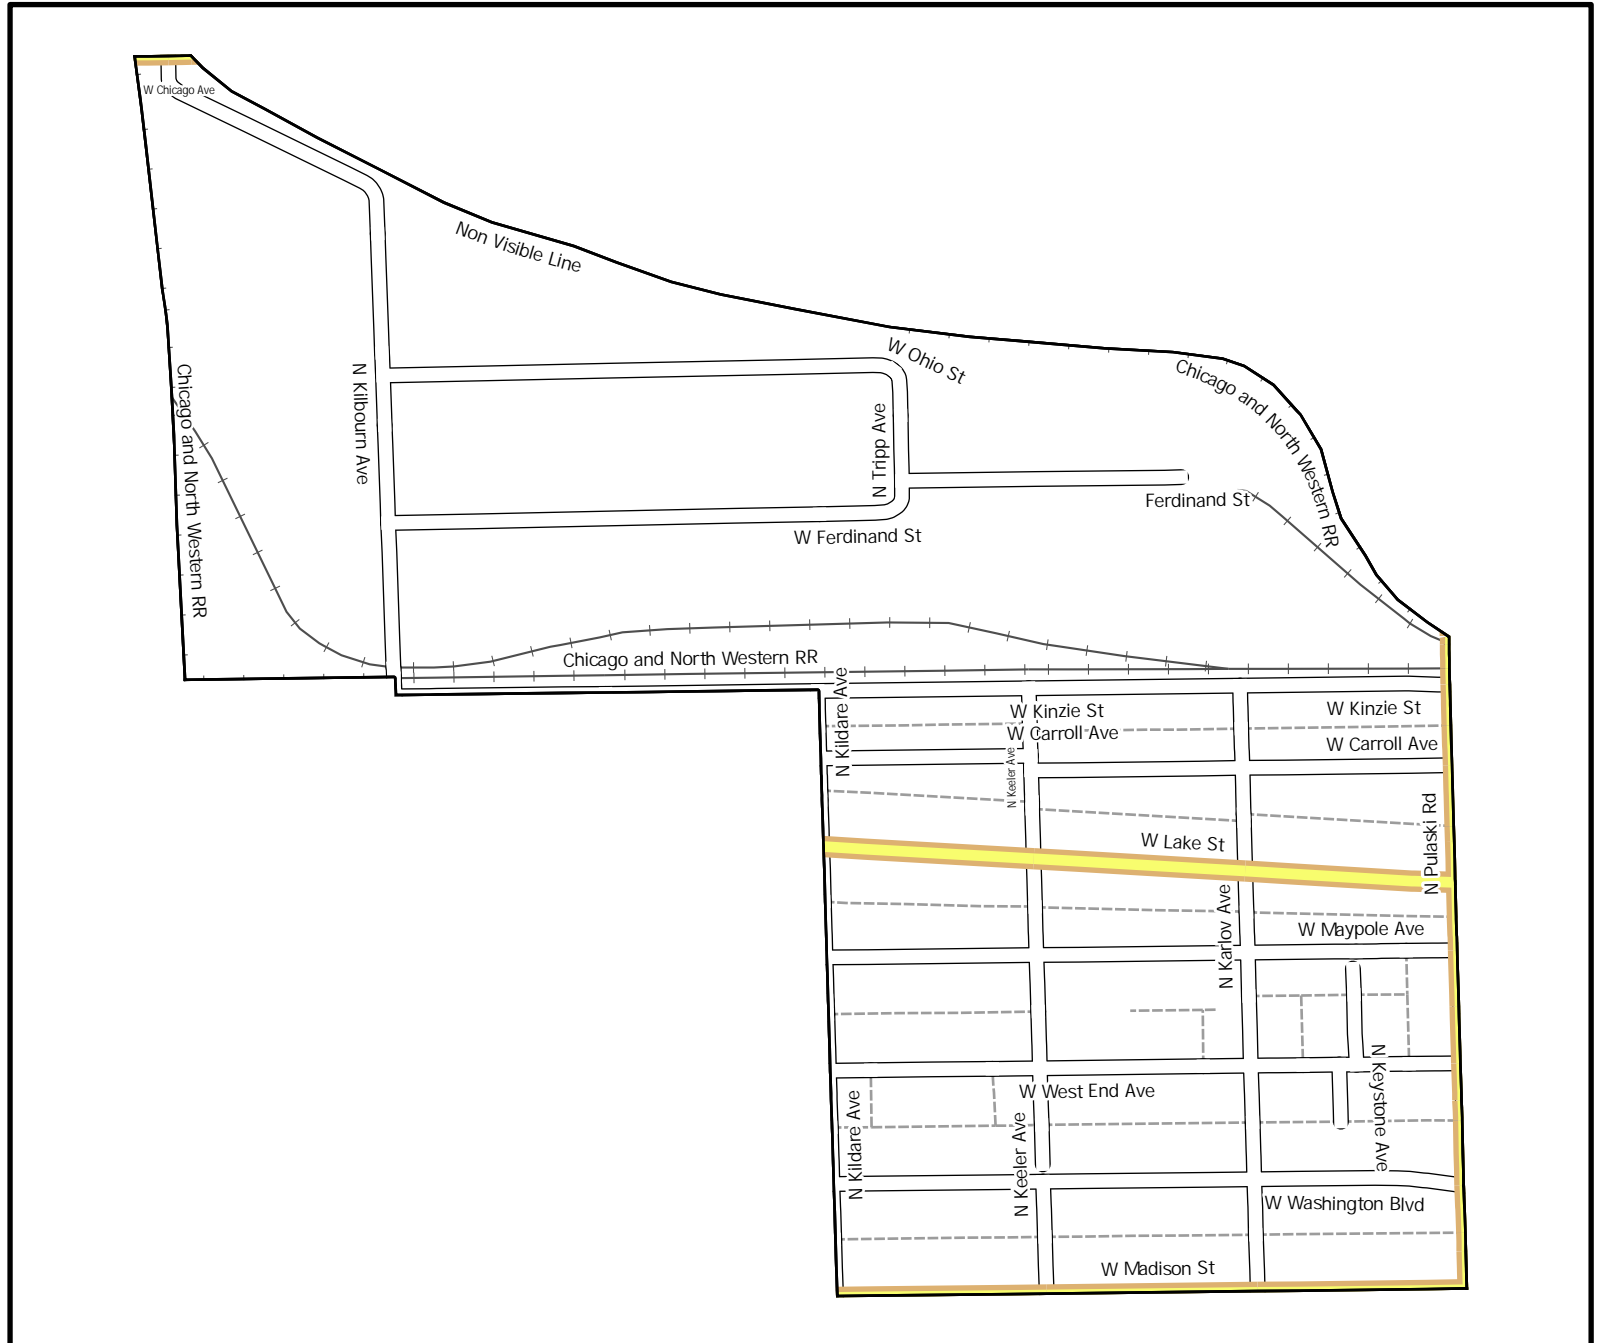 W Chicago Ave
Non Visible Line
W Ohio St
Chicago and North Western RR
Chicago and North Western RR
N Kilbourn Ave
N Tripp Ave
Ferdinand St
W Ferdinand St
Chicago and North Western RR
N Kildare Ave
W Kinzie St
W Kinzie St
W Carroll Ave
W Carroll Ave
N Keeler Ave
N Pulaski Rd
W Lake St
N Karlov Ave
W Maypole Ave
N Keystone Ave
W West End Ave
N Kildare Ave
N Keeler Ave
W Washington Blvd
W Madison St